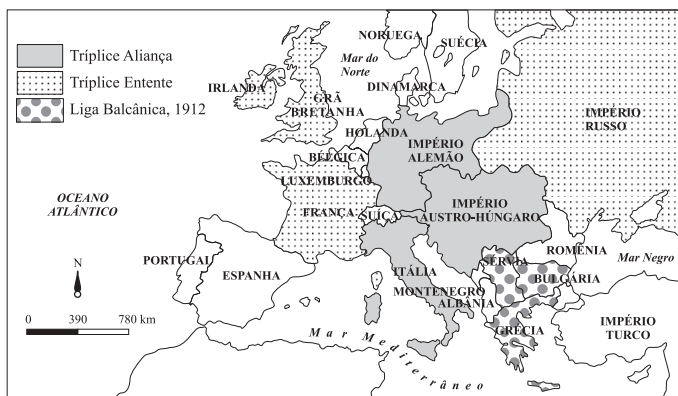 Tríplice Aliança
Tríplice Entente
Liga Balcânica, 1912
NORUEGA
SUÉCIA
Mar do
Norte
DINAMARCA
IRLANDA
GRÃ
BRETANHA
HOLANDA
IMPÉRIO
RUSSO
BÉLGICA
IMPÉRIO
ALEMÃO
LUXEMBURGO
OCEANO
ATLÂNTICO
IMPÉRIO
AUSTRO-HÚNGARO
FRANÇA
SUÍÇA
ROMÊNIA
Mar Negro
PORTUGAL
ESPANHA
SÉRVIA
BULGÁRIA
ITÁLIA
MONTENEGRO
ALBÂNIA
N
GRÉCIA
IMPÉRIO
TURCO
0 390 780 km
Mar Mediterrâneo